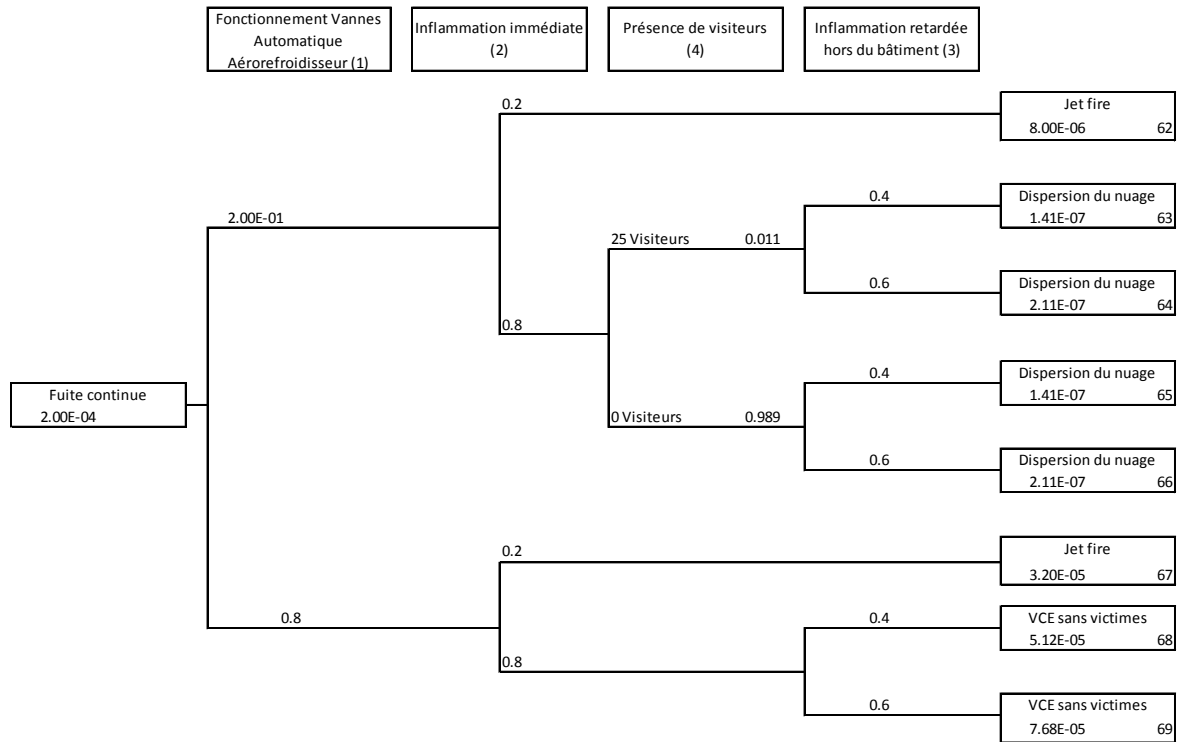 Fonctionnement Vannes
Automatique
Aérorefroidisseur (1)
Inflammation immédiate
(2)
Présence de visiteurs
(4)
Inflammation retardée
hors du bâtiment (3)
0.2
Jet fire
8.00E-06 62
2.00E-01
0.4
Dispersion du nuage
1.41E-07 63
25 Visiteurs 0.011
0.6
Dispersion du nuage
2.11E-07 64
0.8
0.4
Dispersion du nuage
1.41E-07 65
Fuite continue
2.00E-04
0 Visiteurs 0.989
0.6
Dispersion du nuage
2.11E-07 66
0.2
Jet fire
3.20E-05 67
0.8
0.4
VCE sans victimes
5.12E-05 68
0.8
0.6
VCE sans victimes
7.68E-05 69